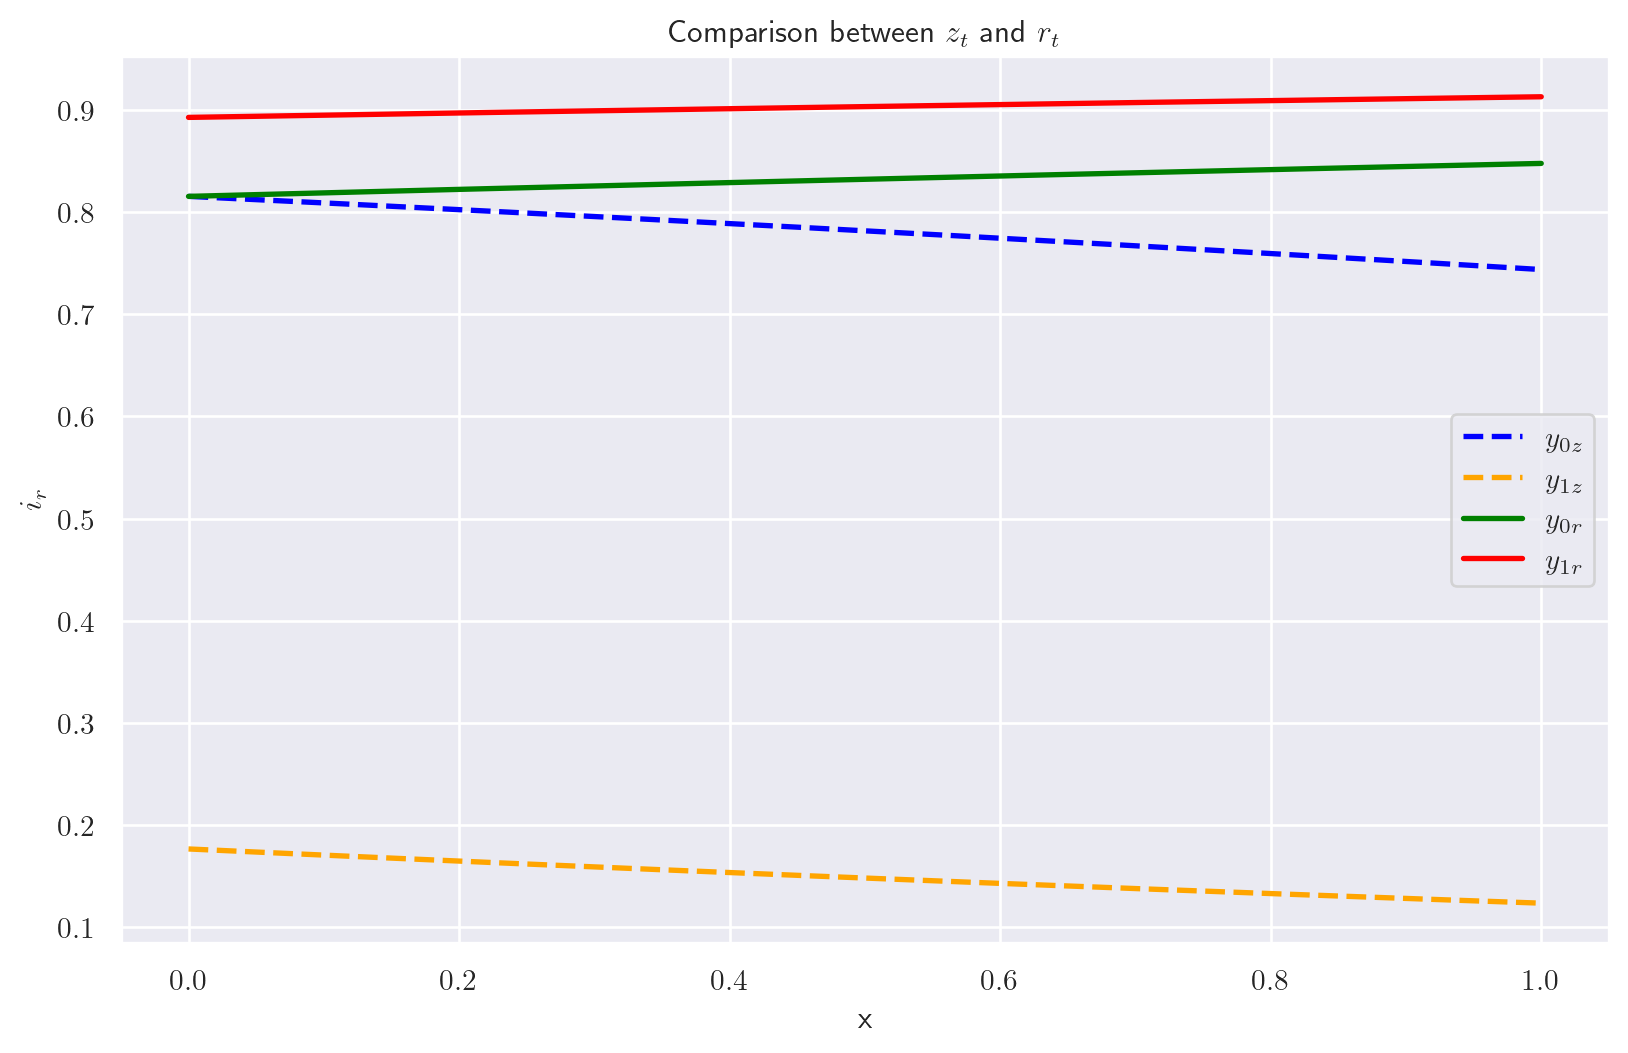 Comparison between $z_t$ and $r_t$
0.9
0.8
0.7
0.6
0.5
0.4
0.3
0.2
0.1
$i_r$
$y_{0z}$
$y_{1z}$
$y_{0r}$
$y_{1r}$
0.0 0.2 0.4 0.6 0.8 1.0
x